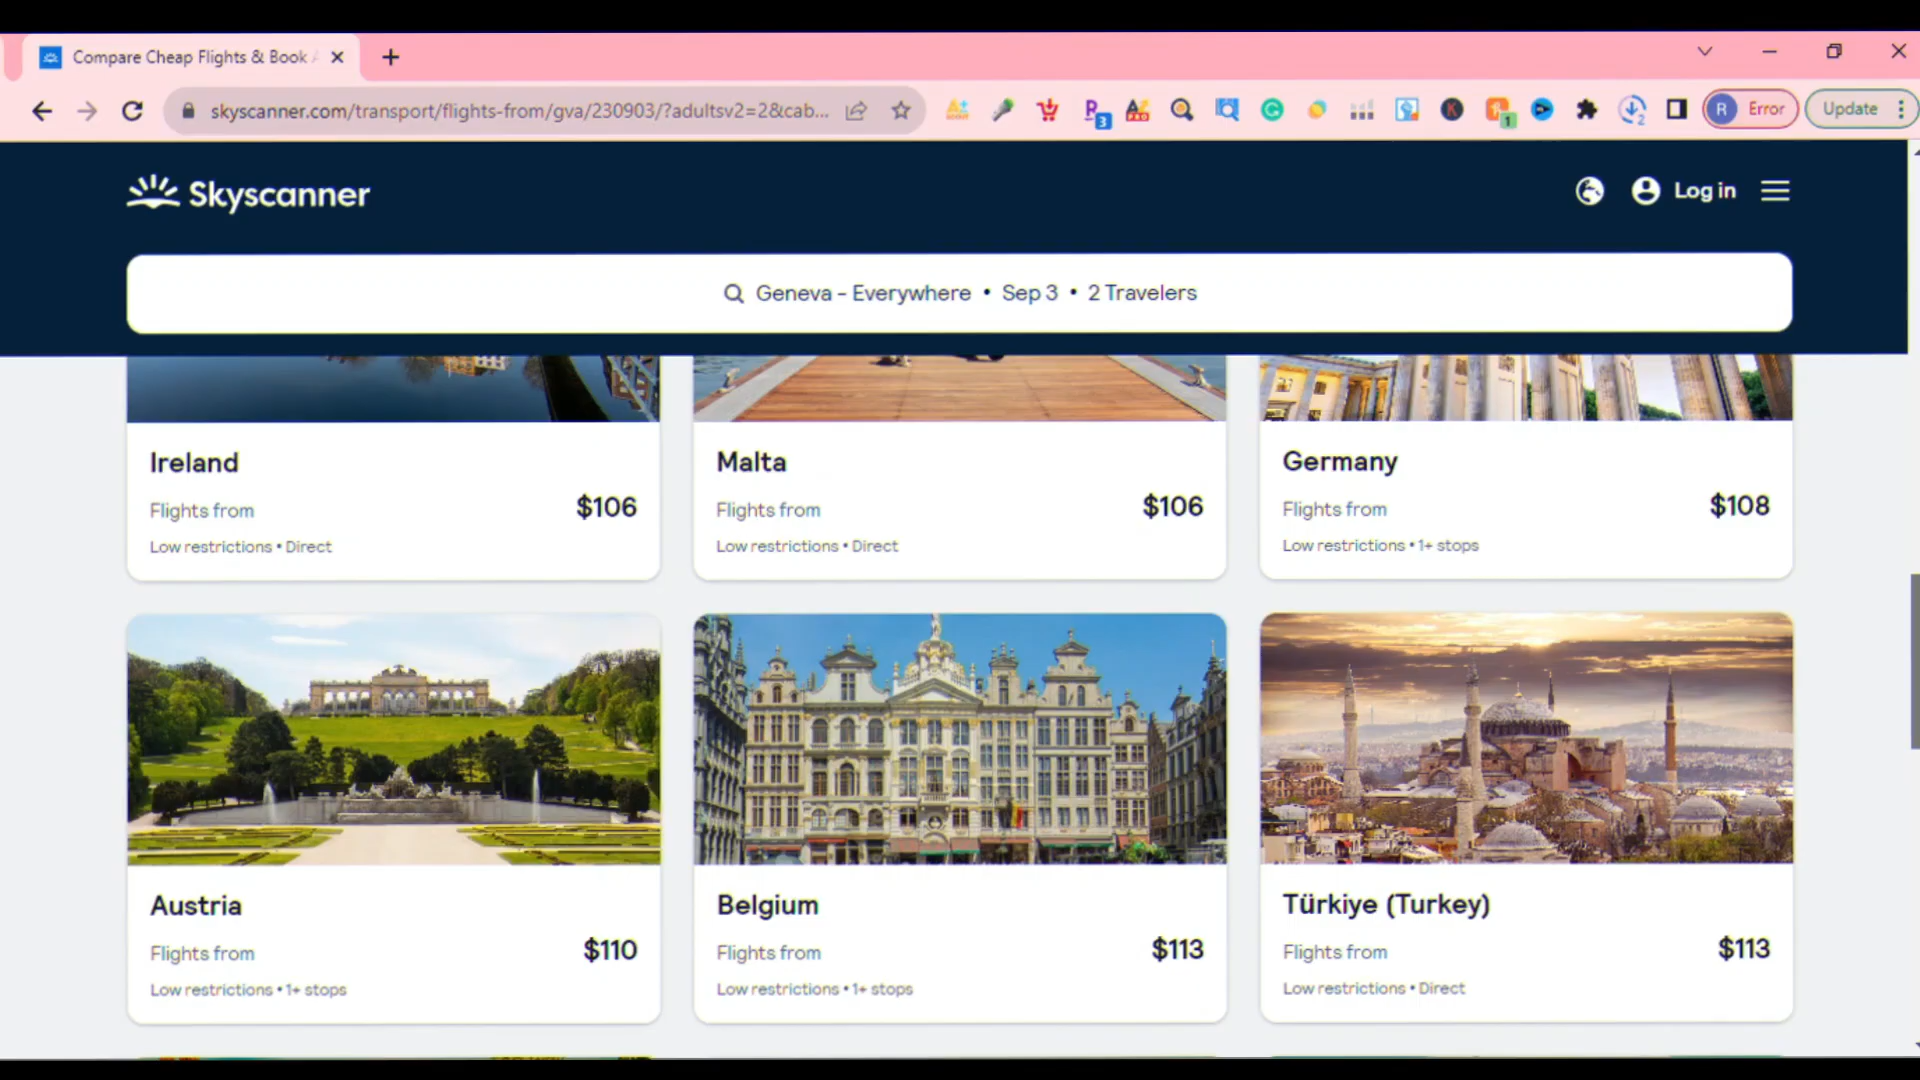 Compare Cheap Flights & Book
skyscanner.com/transport/flights-from/gva/230903/?adultsv2=2&cab...
3
1
2
R Error
Update
Skyscanner
Log in
Geneva - Everywhere • Sep 3 • 2 Travelers
Ireland
Flights from
$106
Low restrictions • Direct
Malta
Flights from
$106
Low restrictions • Direct
Germany
Flights from
$108
Low restrictions • 1+ stops
Austria
Flights from
$110
Low restrictions • 1+ stops
Belgium
Flights from
$113
Low restrictions • 1+ stops
Türkiye (Turkey)
Flights from
$113
Low restrictions • Direct